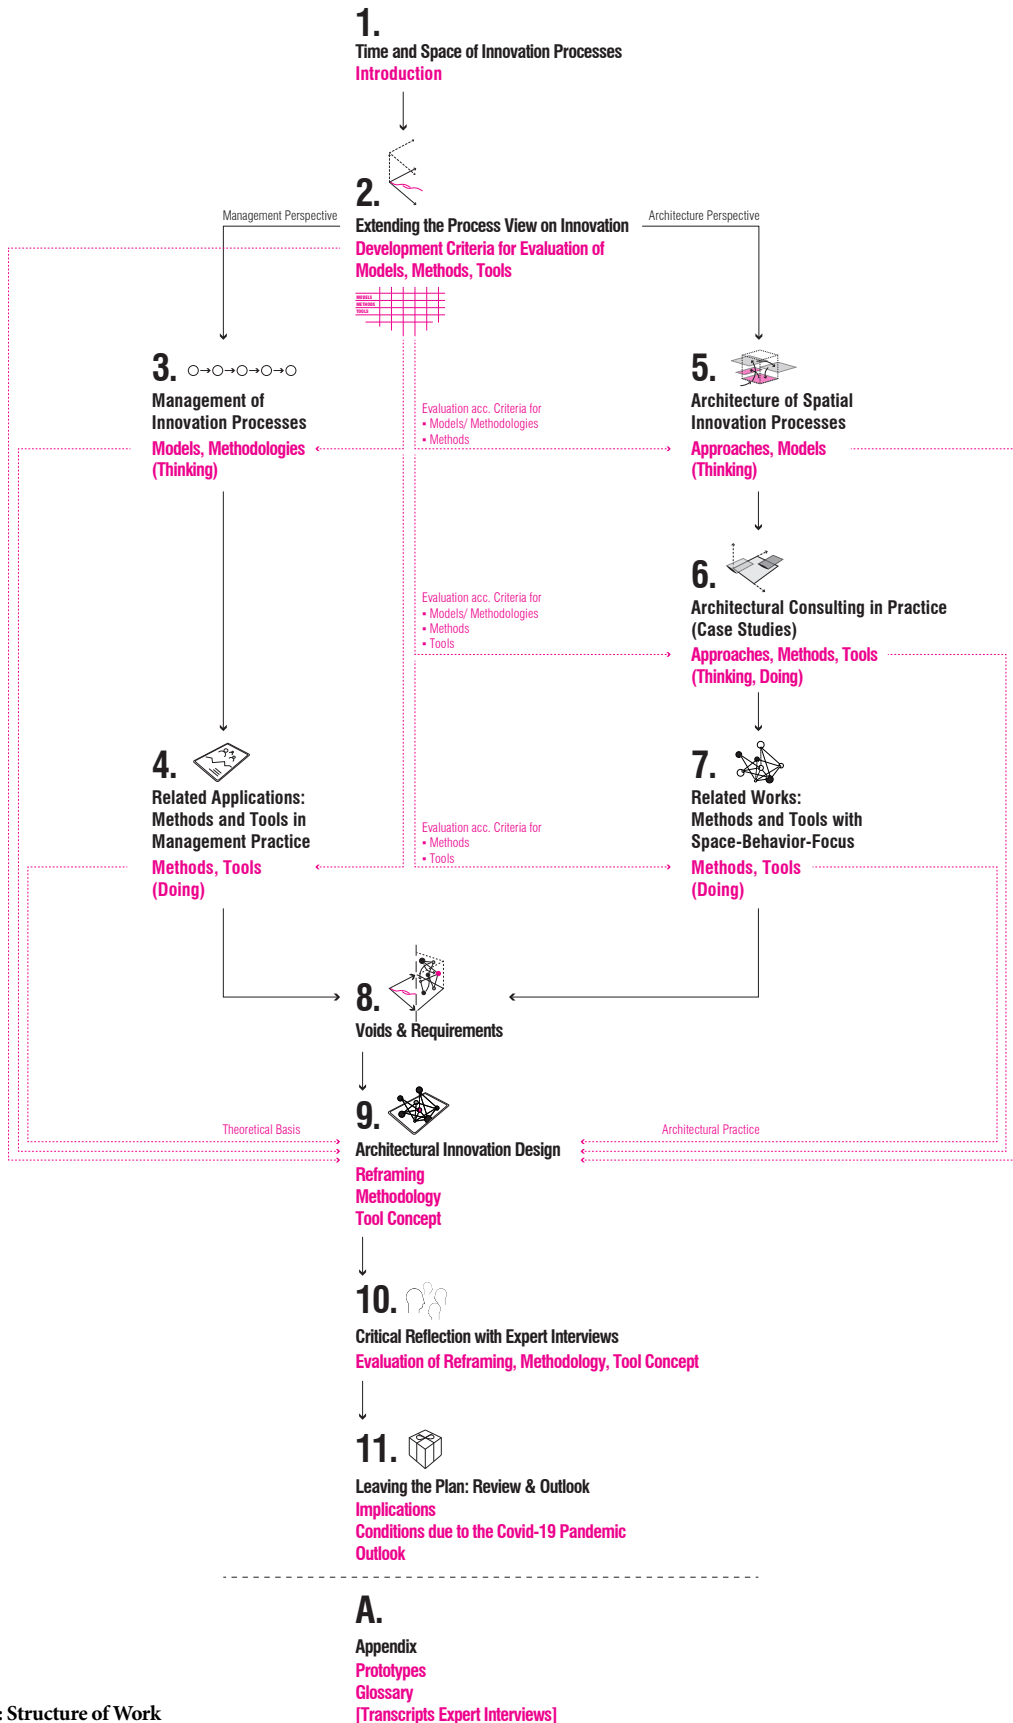 1.
Time and Space of Innovation Processes
Introduction
2.
Management Perspective
Architecture Perspective
Extending the Process View on Innovation
Development Criteria for Evaluation of
Models, Methods, Tools
MODELS
METHODS
TOOLS
3.
Management of
Innovation Processes
Models, Methodologies
(Thinking)
Evaluation acc. Criteria for
▪ Models/ Methodologies
▪ Methods
5.
Architecture of Spatial
Innovation Processes
Approaches, Models
(Thinking)
Evaluation acc. Criteria for
▪ Models/ Methodologies
▪ Methods
▪ Tools
6.
Architectural Consulting in Practice
(Case Studies)
Approaches, Methods, Tools
(Thinking, Doing)
4.
Related Applications:
Methods and Tools in
Management Practice
Methods, Tools
(Doing)
Evaluation acc. Criteria for
▪ Methods
▪ Tools
7.
Related Works:
Methods and Tools with
Space-Behavior-Focus
Methods, Tools
(Doing)
8.
Voids & Requirements
9.
Theoretical Basis
Architectural Practice
Architectural Innovation Design
Reframing
Methodology
Tool Concept
10.
Critical Reflection with Expert Interviews
Evaluation of Reframing, Methodology, Tool Concept
11.
Leaving the Plan: Review & Outlook
Implications
Conditions due to the Covid-19 Pandemic
Outlook
A.
Appendix
Prototypes
Glossary
[Transcripts Expert Interviews]
: Structure of Work